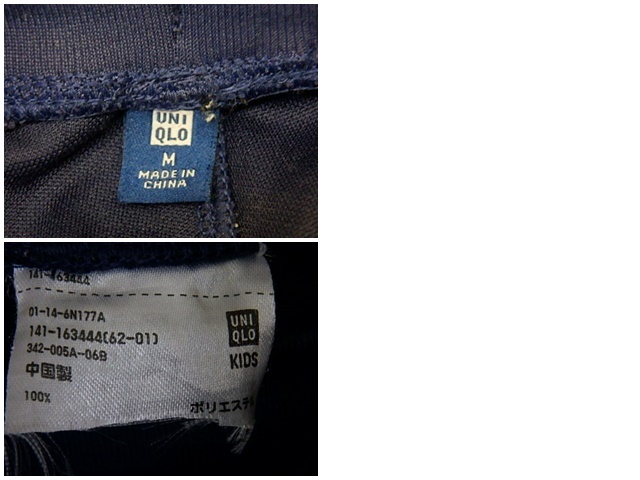 UNI
QLO
M
MADE IN
CHINA
141-163444
01-14-6N177A
141-163444(62-01)
342-005A-06B
UNI
QLO
KIDS
中国製
100%
ポリエステル